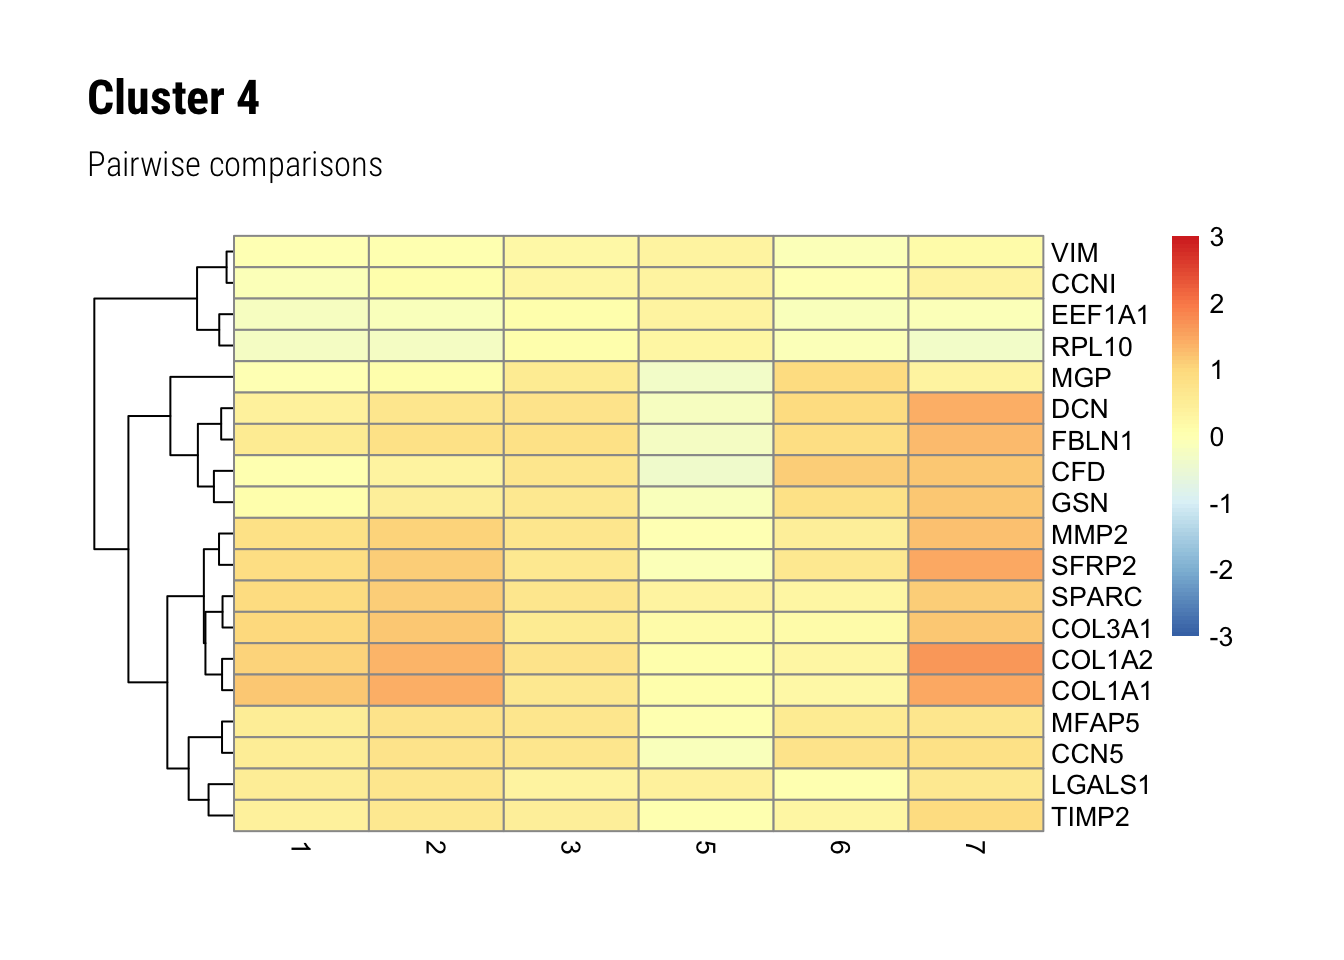 Cluster 4
Pairwise comparisons
VIM
CCNI
EEF1A1
RPL10
MGP
DCN
FBLN1
CFD
GSN
MMP2
SFRP2
SPARC
COL3A1
COL1A2
COL1A1
MFAP5
CCN5
LGALS1
TIMP2
3
2
1
0
-1
-2
-3
1 2 3 5 6 7